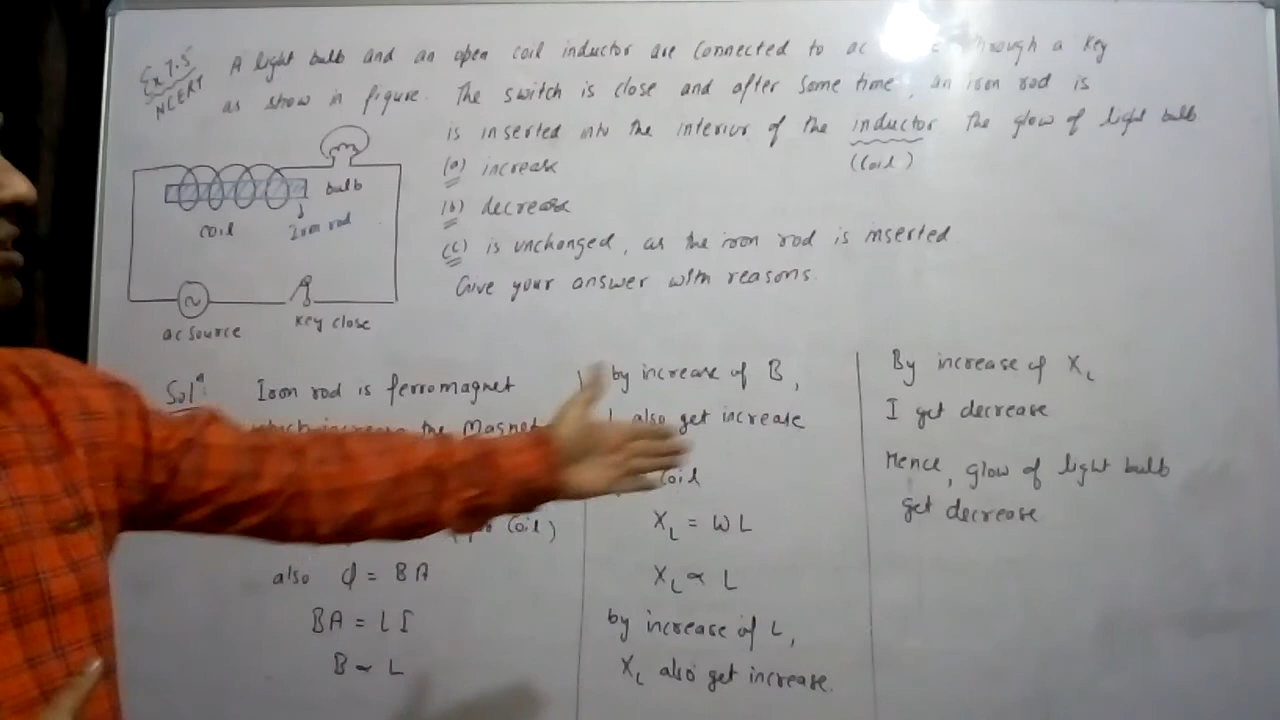 Ex 7.5
NCERT
A light bulb and an open coil inductor are connected to ac through a key
as show in figure. The switch is close and after some time, an iron rod is
is inserted into the interior of the inductor the glow of light bulb
(coil)
(a) increase
(b) decrease
(c) is unchanged, as the iron rod is inserted.
Give your answer with reasons.
bulb
coil
Iron rod
ac source
Key close
Solⁿ: Iron rod is ferromagnet
which increase the Magnet
coil)
also ϕ = BA
BA = LI
B ∝ L
by increase of B,
L also get increase
coil
X_L = ωL
X_L ∝ L
by increase of L,
X_L also get increase.
By increase of X_L
I get decrease
Hence, glow of light bulb
get decrease